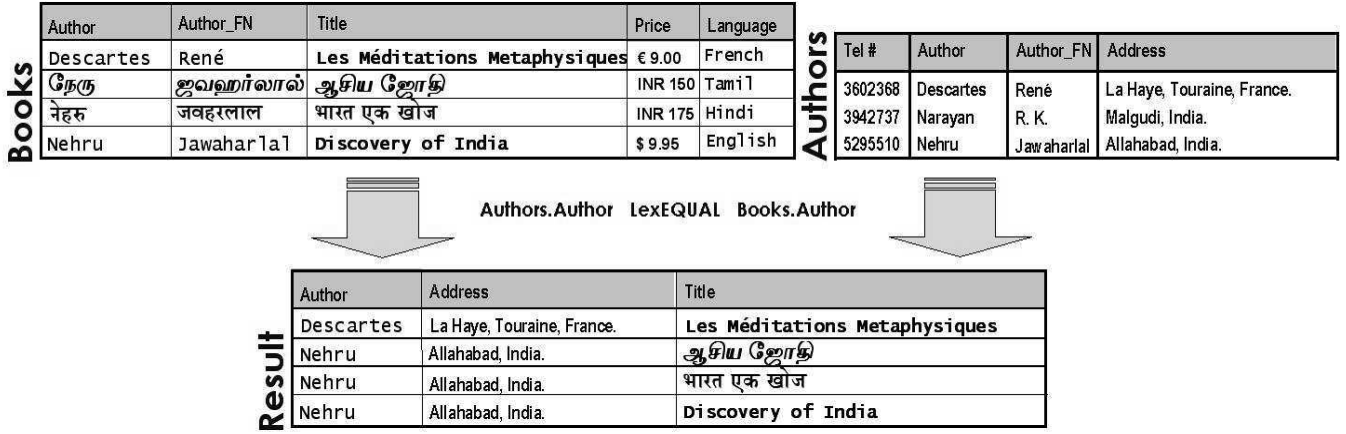 Books
Author Author_FN Title Price Language
Descartes René Les Méditations Metaphysiques € 9.00 French
நேரு ஜவஹர்லால் ஆசிய ஜோதி INR 150 Tamil
नेहरु जवहरलाल भारत एक खोज INR 175 Hindi
Nehru Jawaharlal Discovery of India $ 9.95 English
Authors
Tel # Author Author_FN Address
3602368 Descartes René La Haye, Touraine, France.
3942737 Narayan R. K. Malgudi, India.
5295510 Nehru Jawaharlal Allahabad, India.
Authors.Author LexEQUAL Books.Author
Result
Author Address Title
Descartes La Haye, Touraine, France. Les Méditations Metaphysiques
Nehru Allahabad, India. ஆசிய ஜோதி
Nehru Allahabad, India. भारत एक खोज
Nehru Allahabad, India. Discovery of India